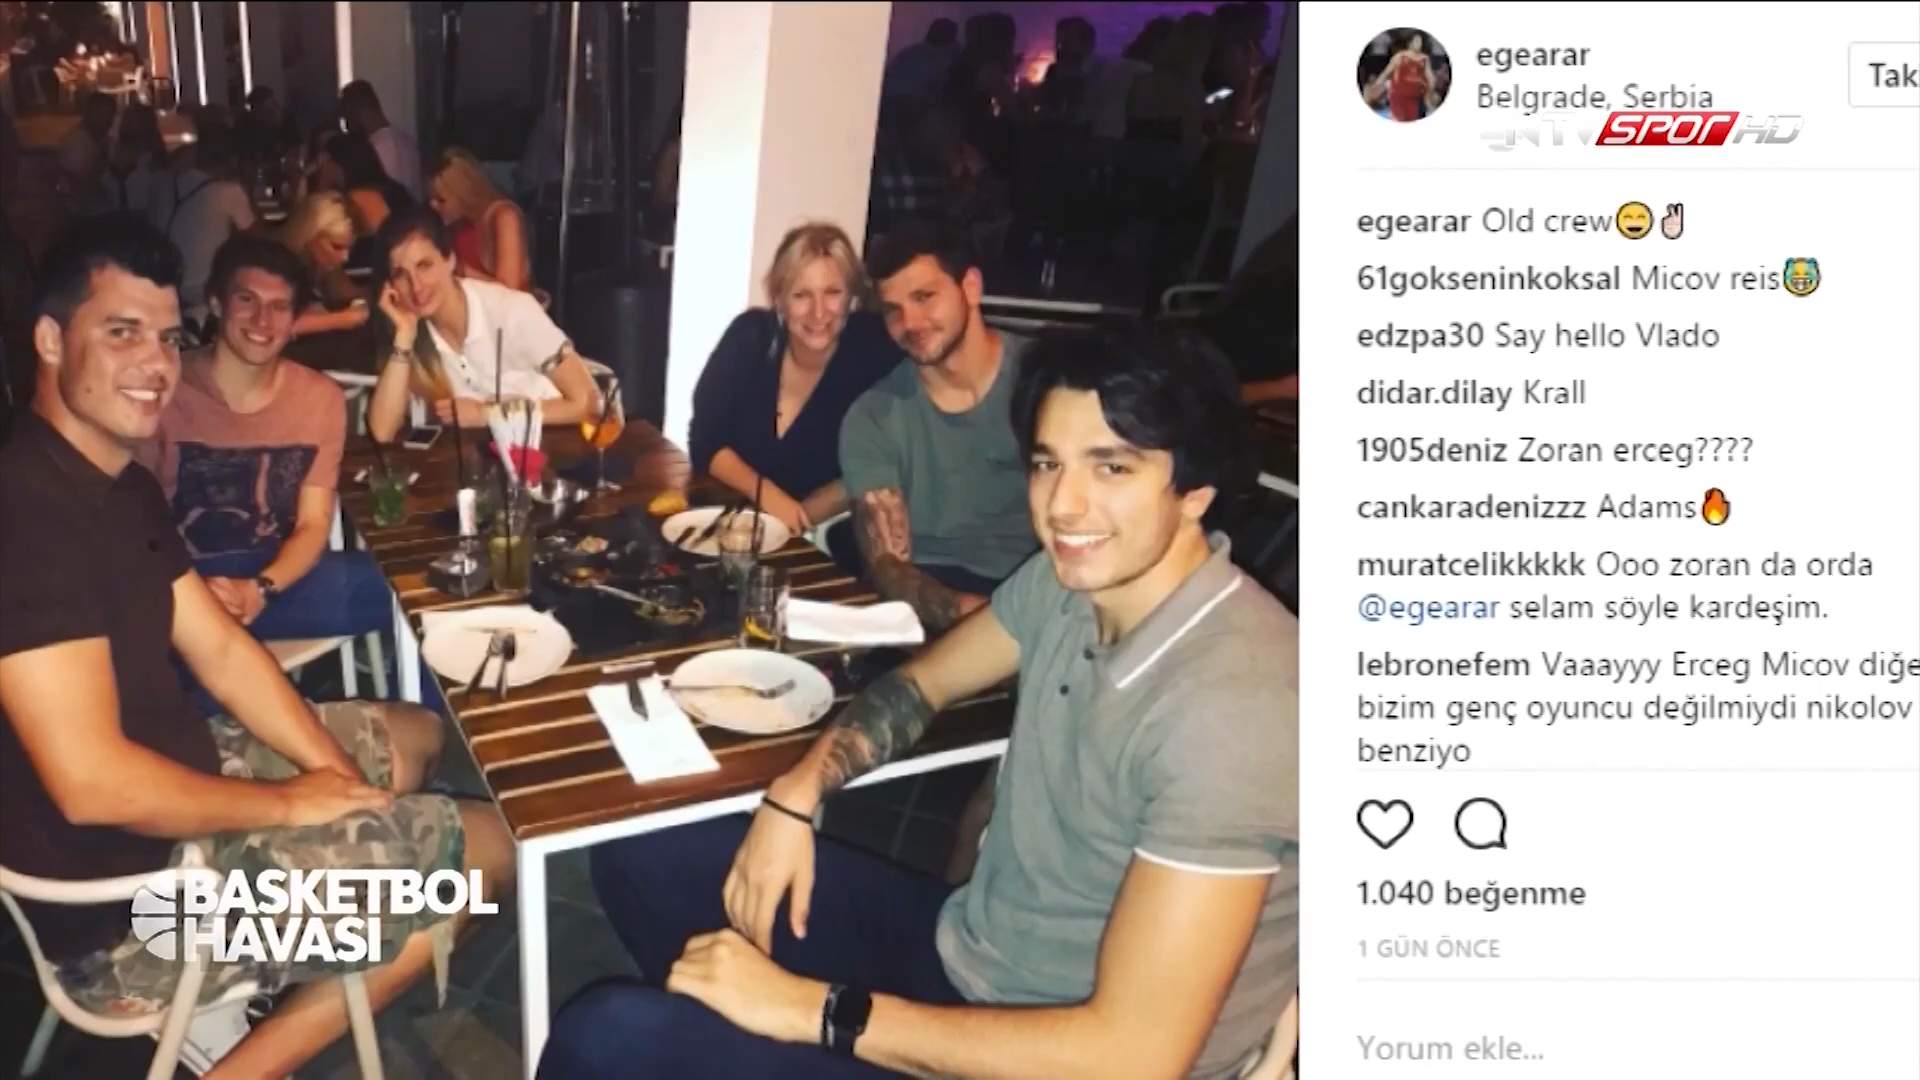 egearar
Belgrade, Serbia
Taki
NTV SPOR HD
egearar Old crew😄✌🏻
61gokseninkoksal Micov reis😹
edzpa30 Say hello Vlado
didar.dilay Krall
1905deniz Zoran erceg????
cankaradenizzz Adams🔥
muratcelikkkkk Ooo zoran da orda
@egearar selam söyle kardeşim.
lebronefem Vaaayyy Erceg Micov diğe
bizim genç oyuncu değilmiydi nikolov
benziyo
1.040 beğenme
1 GÜN ÖNCE
Yorum ekle...
BASKETBOL
HAVASI